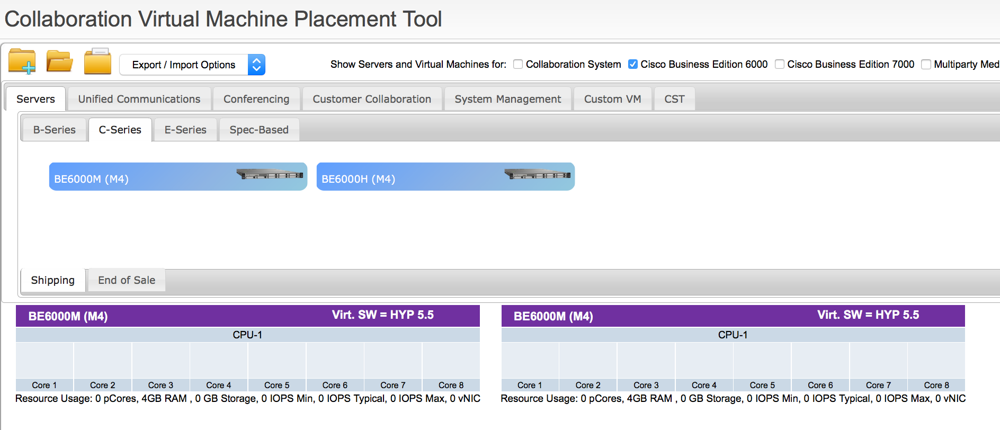 Collaboration Virtual Machine Placement Tool
Export / Import Options
Show Servers and Virtual Machines for: Collaboration System Cisco Business Edition 6000 Cisco Business Edition 7000 Multiparty Med
Servers Unified Communications Conferencing Customer Collaboration System Management Custom VM CST
B-Series C-Series E-Series Spec-Based
BE6000M (M4) BE6000H (M4)
Shipping End of Sale
BE6000M (M4) Virt. SW = HYP 5.5
CPU-1
Core 1 Core 2 Core 3 Core 4 Core 5 Core 6 Core 7 Core 8
Resource Usage: 0 pCores, 4GB RAM , 0 GB Storage, 0 IOPS Min, 0 IOPS Typical, 0 IOPS Max, 0 vNIC
BE6000M (M4) Virt. SW = HYP 5.5
CPU-1
Core 1 Core 2 Core 3 Core 4 Core 5 Core 6 Core 7 Core 8
Resource Usage: 0 pCores, 4GB RAM , 0 GB Storage, 0 IOPS Min, 0 IOPS Typical, 0 IOPS Max, 0 vNIC